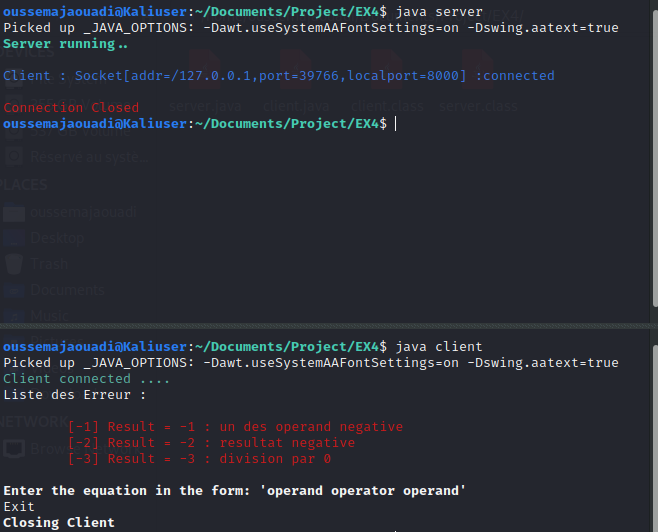 oussemajaouadi@Kaliuser:~/Documents/Project/EX4$ java server
Picked up _JAVA_OPTIONS: -Dawt.useSystemAAFontSettings=on -Dswing.aatext=true
Server running..
Client : Socket[addr=/127.0.0.1,port=39766,localport=8000] :connected
server.java client.java client.class server.class
Connection Closed
oussemajaouadi@Kaliuser:~/Documents/Project/EX4$
Reserve au syste...
PLACES
oussemajaouadi
Desktop
Trash
Documents
Music
oussemajaouadi@Kaliuser:~/Documents/Project/EX4$ java client
Picked up _JAVA_OPTIONS: -Dawt.useSystemAAFontSettings=on -Dswing.aatext=true
Client connected ....
Liste des Erreur :
NETWORK
[-1] Result = -1 : un des operand negative
[-2] Result = -2 : resultat negative
[-3] Result = -3 : division par 0
Enter the equation in the form: 'operand operator operand'
Exit
Closing Client